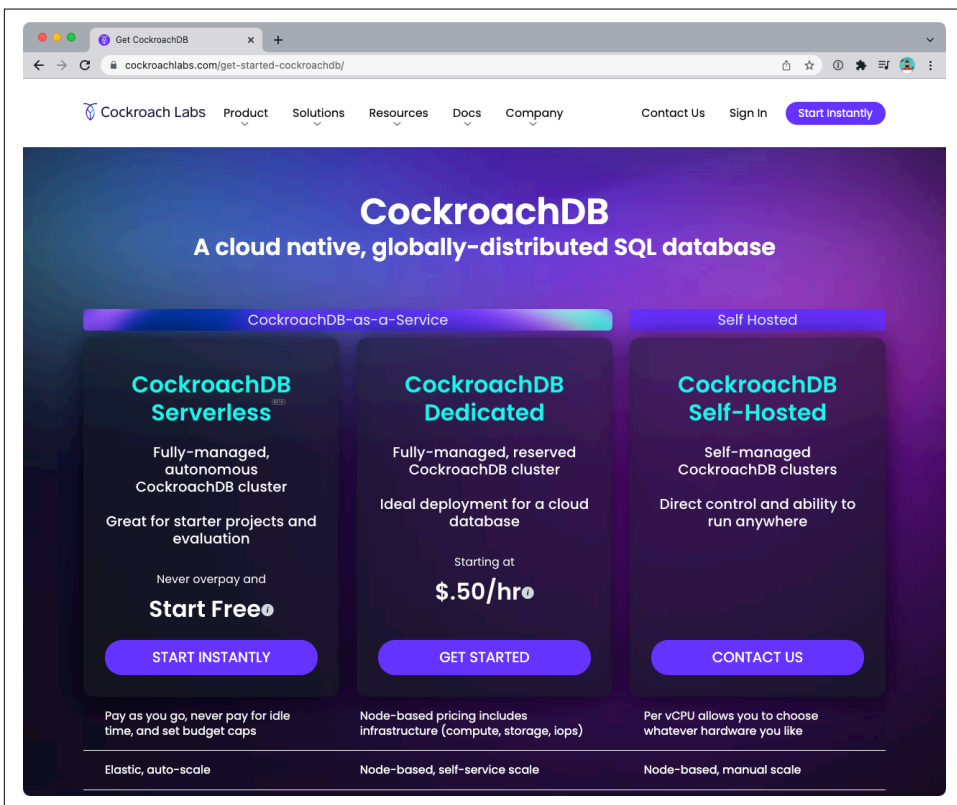 Get CockroachDB
cockroachlabs.com/get-started-cockroachdb/
Cockroach Labs Product Solutions Resources Docs Company Contact Us Sign In Start Instantly
CockroachDB
A cloud native, globally-distributed SQL database
CockroachDB-as-a-Service
Self Hosted
CockroachDB
Serverless BETA
Fully-managed,
autonomous
CockroachDB cluster
Great for starter projects and
evaluation
Never overpay and
Start Free
START INSTANTLY
CockroachDB
Dedicated
Fully-managed, reserved
CockroachDB cluster
Ideal deployment for a cloud
database
Starting at
$.50/hr
GET STARTED
CockroachDB
Self-Hosted
Self-managed
CockroachDB clusters
Direct control and ability to
run anywhere
CONTACT US
Pay as you go, never pay for idle
time, and set budget caps
Node-based pricing includes
infrastructure (compute, storage, iops)
Per vCPU allows you to choose
whatever hardware you like
Elastic, auto-scale
Node-based, self-service scale
Node-based, manual scale